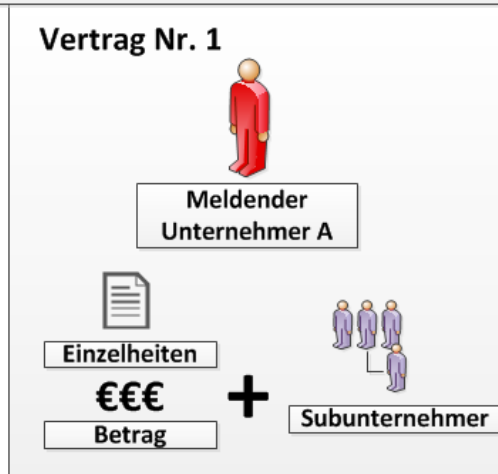 Vertrag Nr. 1
Meldender
Unternehmer A
Einzelheiten
€€€
Betrag
+
Subunternehmer